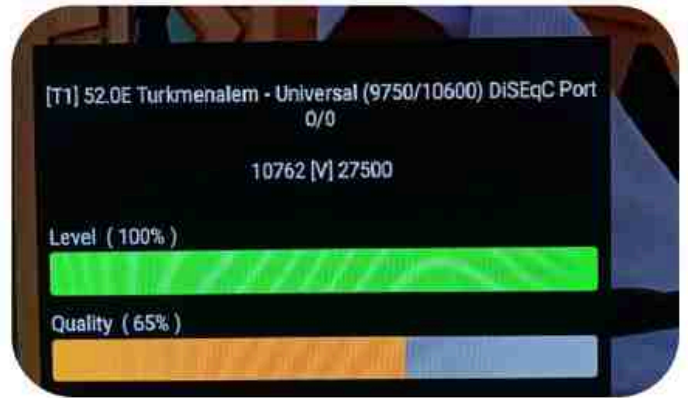 [T1] 52.0E Turkmenalem - Universal (9750/10600) DiSEqC Port
0/0
10762 [V] 27500
Level ( 100% )
Quality ( 65% )